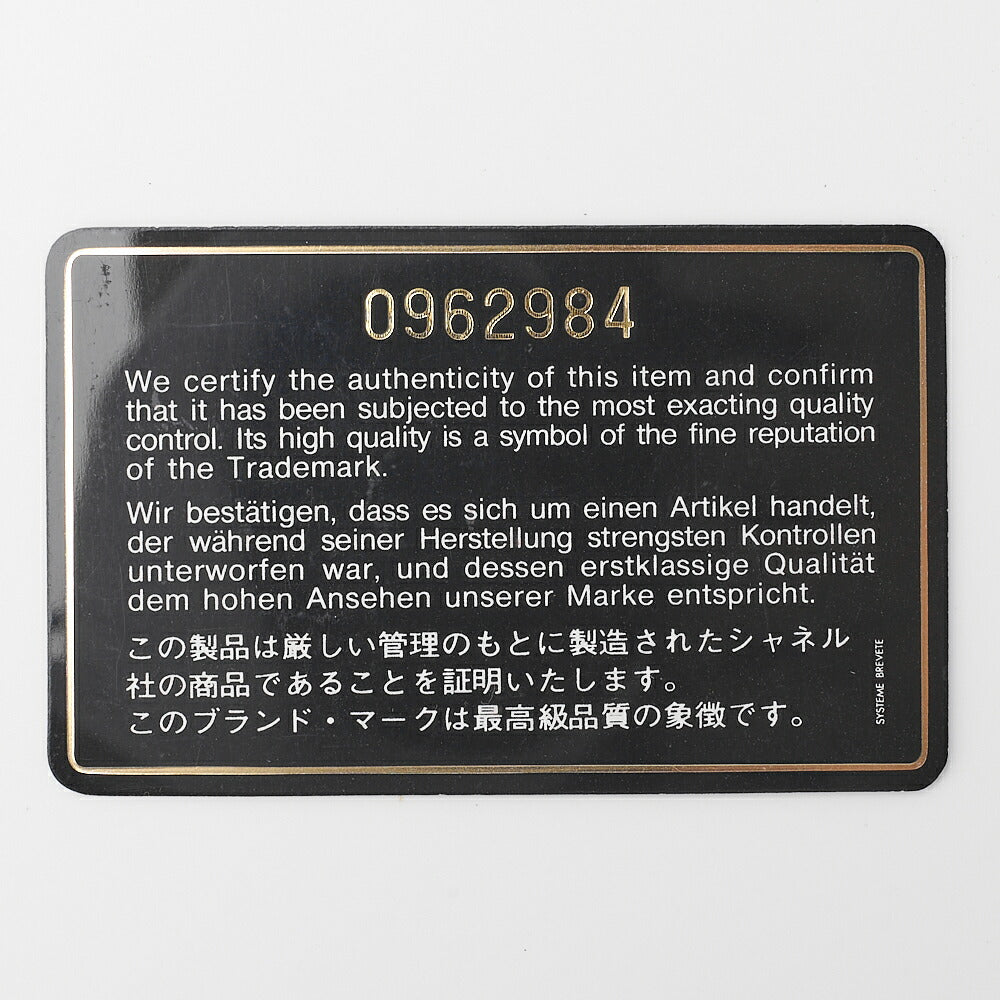 0962984
We certify the authenticity of this item and confirm
that it has been subjected to the most exacting quality
control. Its high quality is a symbol of the fine reputation
of the Trademark.
Wir bestätigen, dass es sich um einen Artikel handelt,
der während seiner Herstellung strengsten Kontrollen
unterworfen war, und dessen erstklassige Qualität
dem hohen Ansehen unserer Marke entspricht.
この製品は厳しい管理のもとに製造されたシャネル
社の商品であることを証明いたします。
このブランド・マークは最高級品質の象徴です。
SYSTEME BREVETE